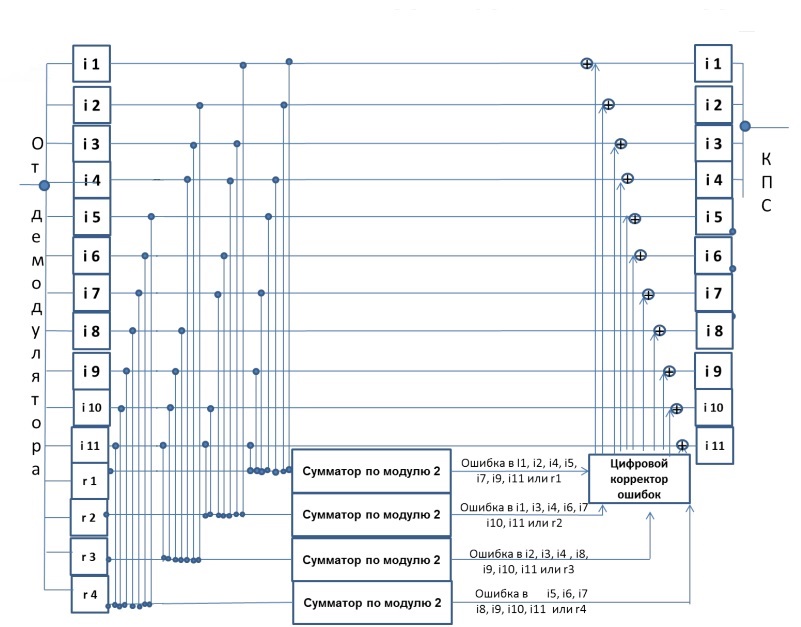 От демодулятора
i 1
i 2
i 3
i 4
i 5
i 6
i 7
i 8
i 9
i 10
i 11
r 1
r 2
r 3
r 4
Сумматор по модулю 2
Ошибка в I1, i2, i4, i5,
i7, i9, i11 или r1
Сумматор по модулю 2
Ошибка в i1, i3, i4, i6, i7
i10, i11 или r2
Сумматор по модулю 2
Ошибка в i2, i3, i4 , i8,
i9, i10, i11 или r3
Сумматор по модулю 2
Ошибка в i5, i6, i7
i8, i9, i10, i11 или r4
Цифровой
корректор
ошибок
i 1
i 2
i 3
i 4
i 5
i 6
i 7
i 8
i 9
i 10
i 11
КПС